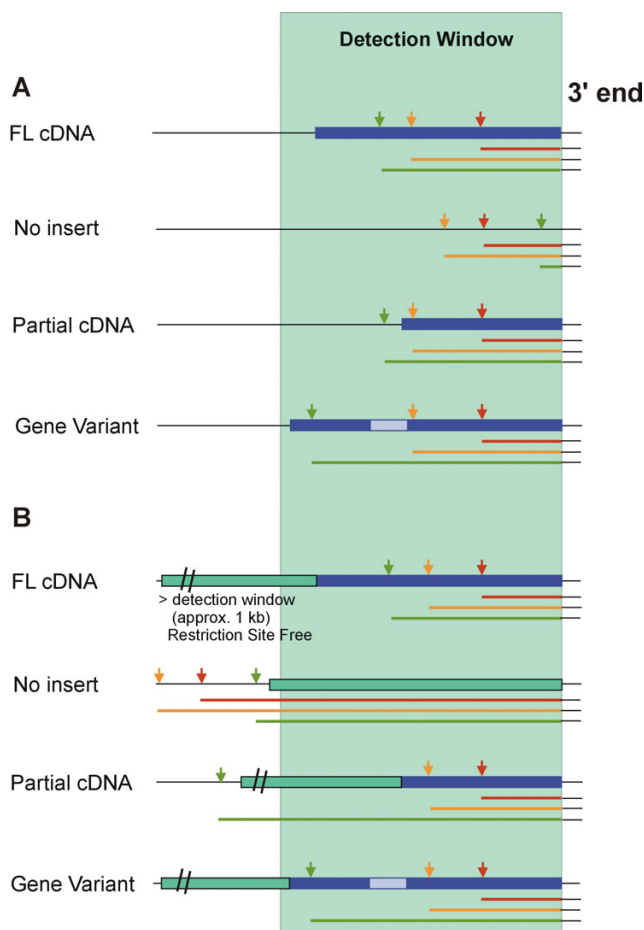 Detection Window
A
3' end
FL cDNA
No insert
Partial cDNA
Gene Variant
B
FL cDNA
> detection window
(approx. 1 kb)
Restriction Site Free
No insert
Partial cDNA
Gene Variant